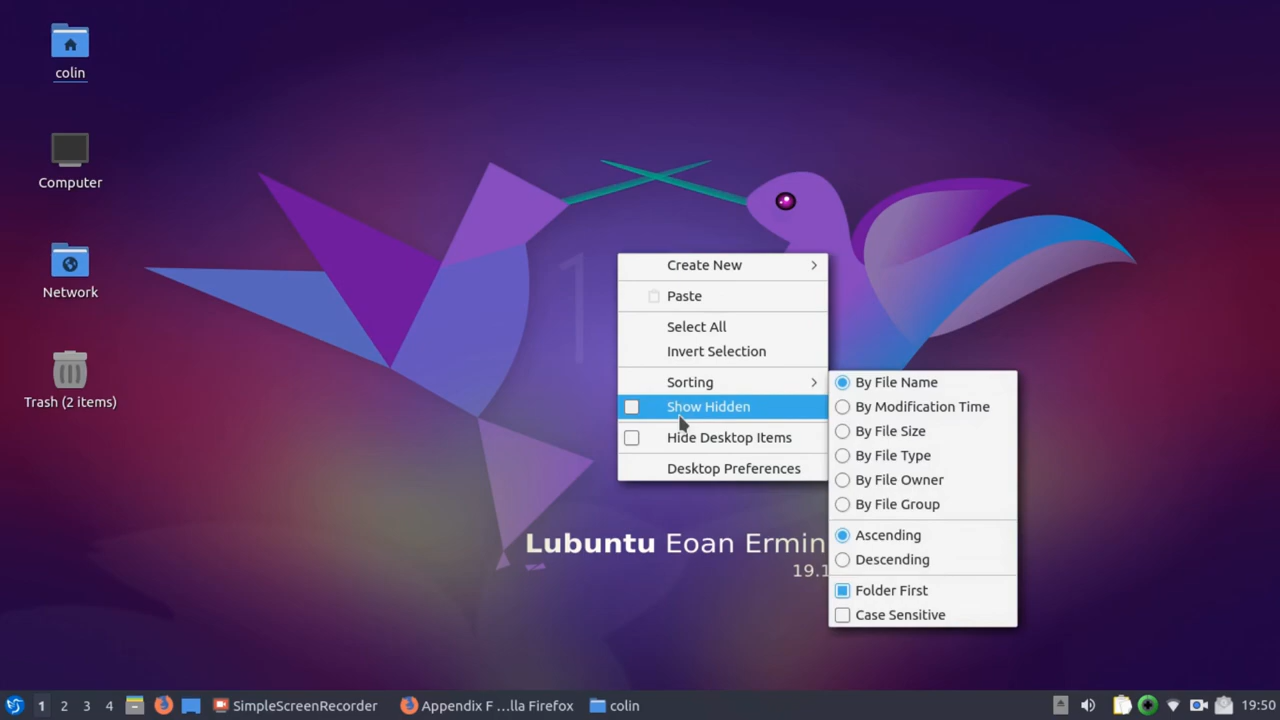 colin
Computer
Network
Trash (2 items)
1
Create New
Paste
Select All
Invert Selection
Sorting
Show Hidden
Hide Desktop Items
Desktop Preferences
By File Name
By Modification Time
By File Size
By File Type
By File Owner
By File Group
Ascending
Descending
Folder First
Case Sensitive
Lubuntu Eoan Ermin
19.1
1 2 3 4 SimpleScreenRecorder Appendix F ...lla Firefox colin 19:50